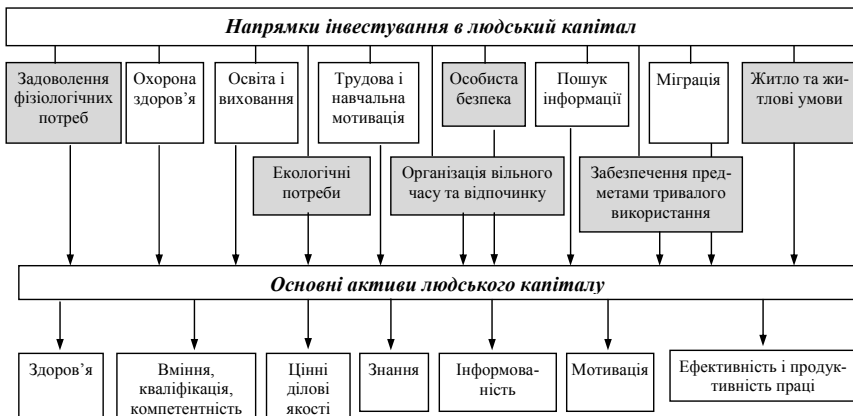 Напрямки інвестування в людський капітал
Задоволення
фізіологічних
потреб
Охорона
здоров’я
Освіта і
виховання
Трудова і
навчальна
мотивація
Особиста
безпека
Пошук
інформації
Міграція
Житло та жи-
тлові умови
Екологічні
потреби
Організація вільного
часу та відпочинку
Забезпечення пред-
метами тривалого
використання
Основні активи людського капіталу
Здоров’я
Вміння,
кваліфікація,
компетентність
Цінні
ділові
якості
Знання
Інформова-
ність
Мотивація
Ефективність і продук-
тивність праці